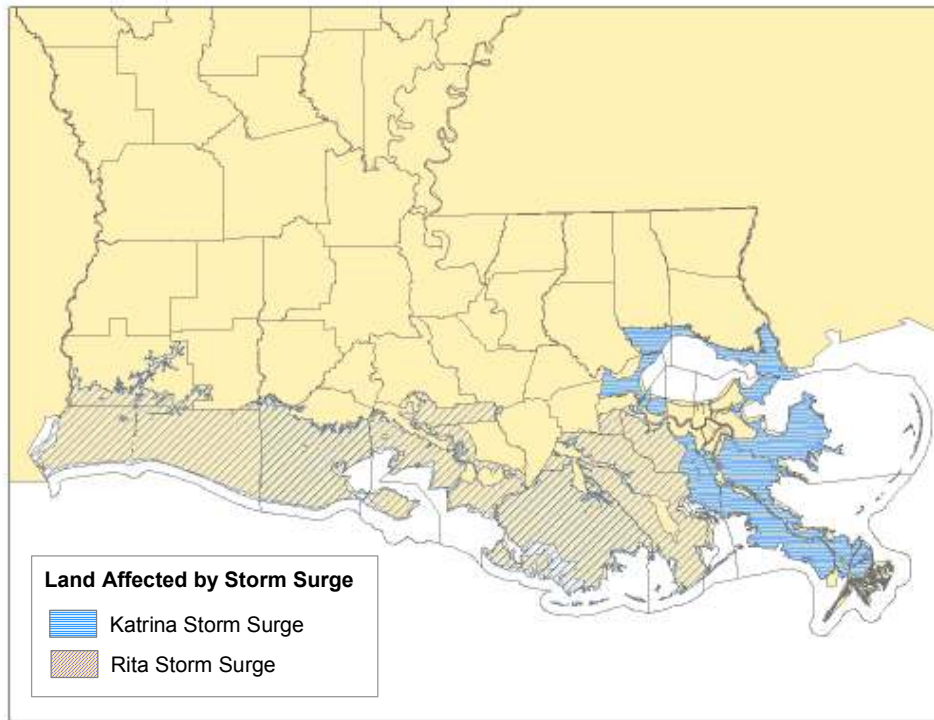 Land Affected by Storm Surge
Katrina Storm Surge
Rita Storm Surge